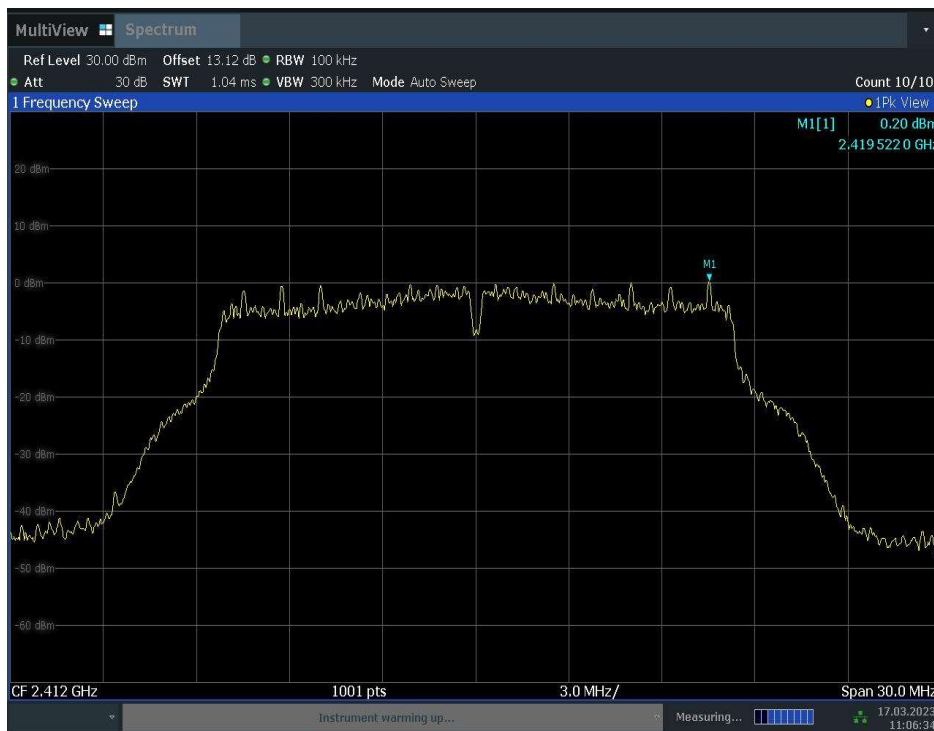 MultiView Spectrum
Ref Level 30.00 dBm Offset 13.12 dB RBW 100 kHz
Att 30 dB SWT 1.04 ms VBW 300 kHz Mode Auto Sweep Count 10/10
1 Frequency Sweep 1Pk View
M1[1] 0.20 dBm
2.419 522 0 GHz
20 dBm
10 dBm
M1
0 dBm
-10 dBm
-20 dBm
-30 dBm
-40 dBm
-50 dBm
-60 dBm
CF 2.412 GHz 1001 pts 3.0 MHz/ Span 30.0 MHz
Instrument warming up... Measuring... 17.03.2023
11:06:34